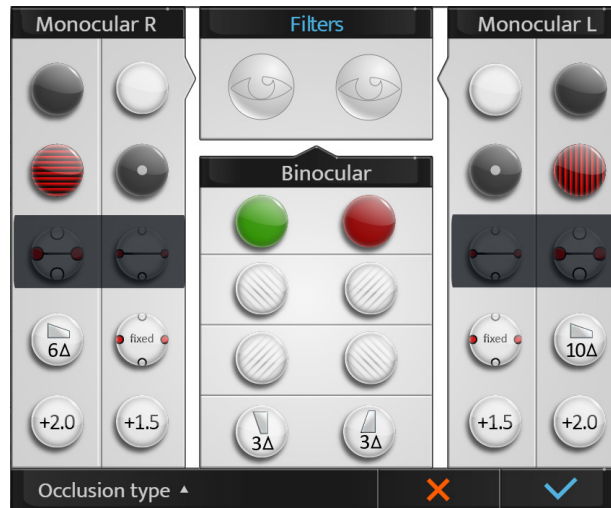 Monocular R
Filters
Monocular L
Binocular
6Δ
fixed
fixed
10Δ
+2.0
+1.5
3Δ
3Δ
+1.5
+2.0
Occlusion type